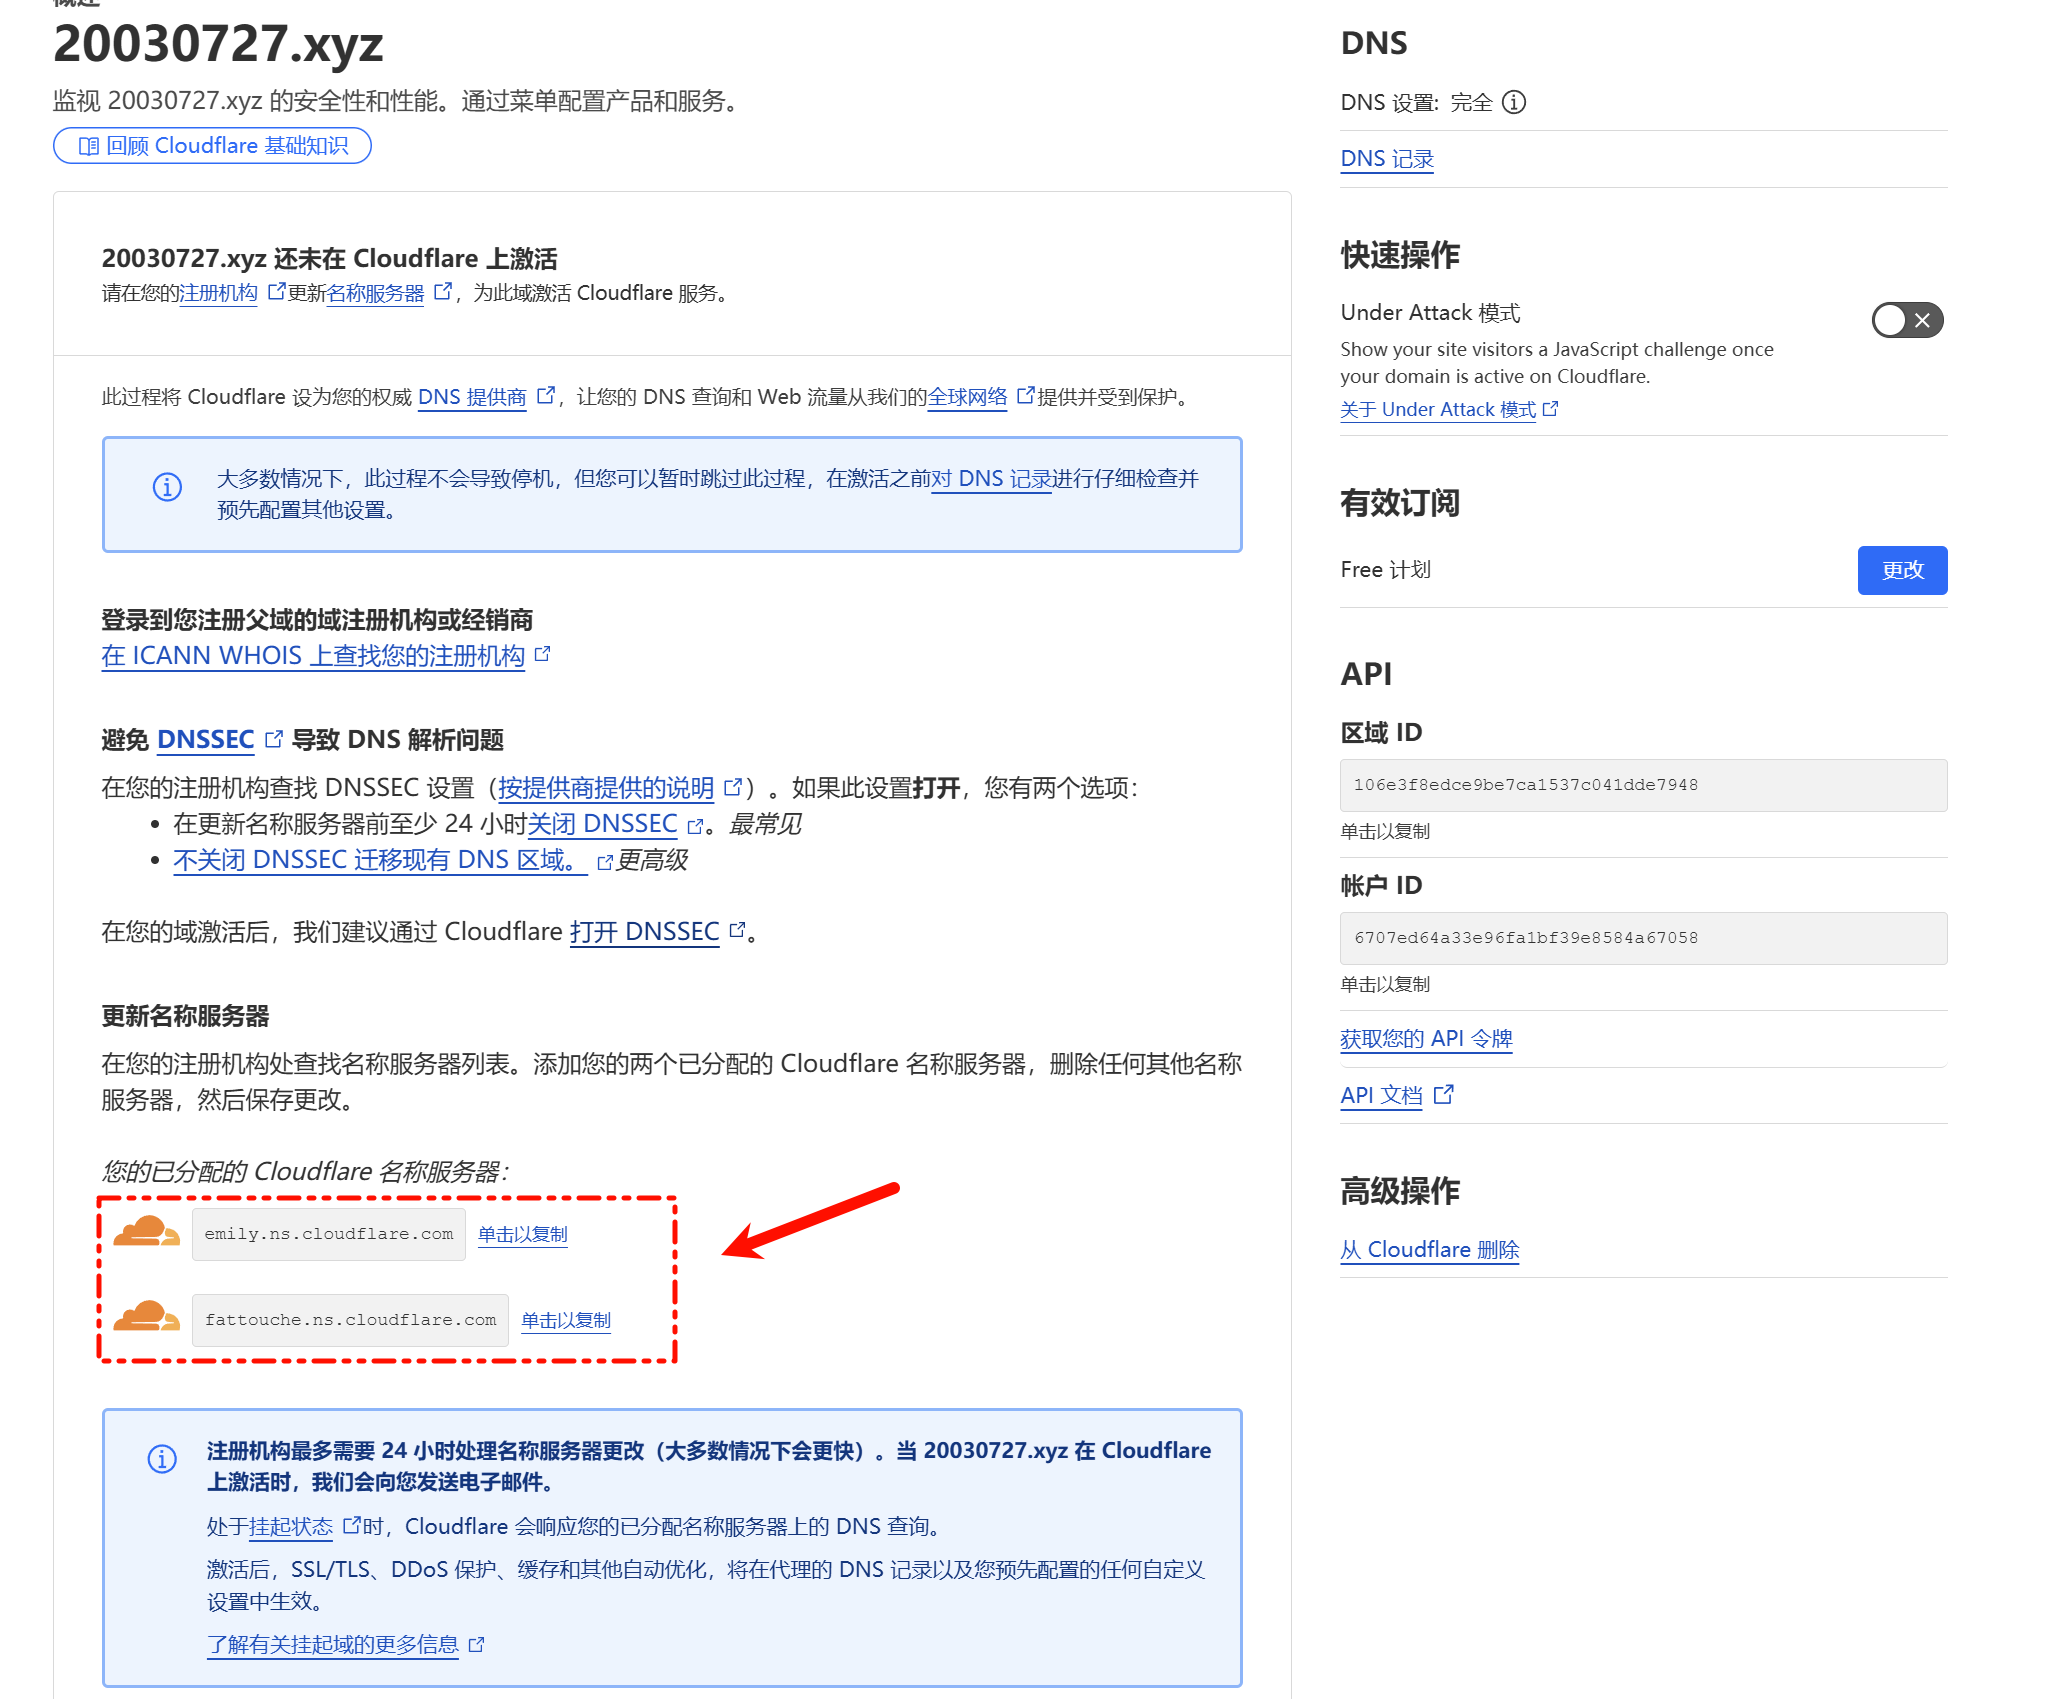 概述
20030727.xyz
监视 20030727.xyz 的安全性和性能。通过菜单配置产品和服务。
回顾 Cloudflare 基础知识
20030727.xyz 还未在 Cloudflare 上激活
请在您的注册机构更新名称服务器，为此域激活 Cloudflare 服务。
此过程将 Cloudflare 设为您的权威 DNS 提供商，让您的 DNS 查询和 Web 流量从我们的全球网络提供并受到保护。
大多数情况下，此过程不会导致停机，但您可以暂时跳过此过程，在激活之前对 DNS 记录进行仔细检查并
预先配置其他设置。
登录到您注册父域的域注册机构或经销商
在 ICANN WHOIS 上查找您的注册机构
避免 DNSSEC 导致 DNS 解析问题
在您的注册机构查找 DNSSEC 设置（按提供商提供的说明）。如果此设置打开，您有两个选项：
• 在更新名称服务器前至少 24 小时关闭 DNSSEC。最常见
• 不关闭 DNSSEC 迁移现有 DNS 区域。更高级
在您的域激活后，我们建议通过 Cloudflare 打开 DNSSEC。
更新名称服务器
在您的注册机构处查找名称服务器列表。添加您的两个已分配的 Cloudflare 名称服务器，删除任何其他名称
服务器，然后保存更改。
您的已分配的 Cloudflare 名称服务器：
emily.ns.cloudflare.com 单击以复制
fattouche.ns.cloudflare.com 单击以复制
注册机构最多需要 24 小时处理名称服务器更改（大多数情况下会更快）。当 20030727.xyz 在 Cloudflare
上激活时，我们会向您发送电子邮件。
处于挂起状态时，Cloudflare 会响应您的已分配名称服务器上的 DNS 查询。
激活后，SSL/TLS、DDoS 保护、缓存和其他自动优化，将在代理的 DNS 记录以及您预先配置的任何自定义
设置中生效。
了解有关挂起域的更多信息
DNS
DNS 设置: 完全
DNS 记录
快速操作
Under Attack 模式
Show your site visitors a JavaScript challenge once
your domain is active on Cloudflare.
关于 Under Attack 模式
有效订阅
Free 计划
更改
API
区域 ID
106e3f8edce9be7ca1537c041dde7948
单击以复制
帐户 ID
6707ed64a33e96fa1bf39e8584a67058
单击以复制
获取您的 API 令牌
API 文档
高级操作
从 Cloudflare 删除